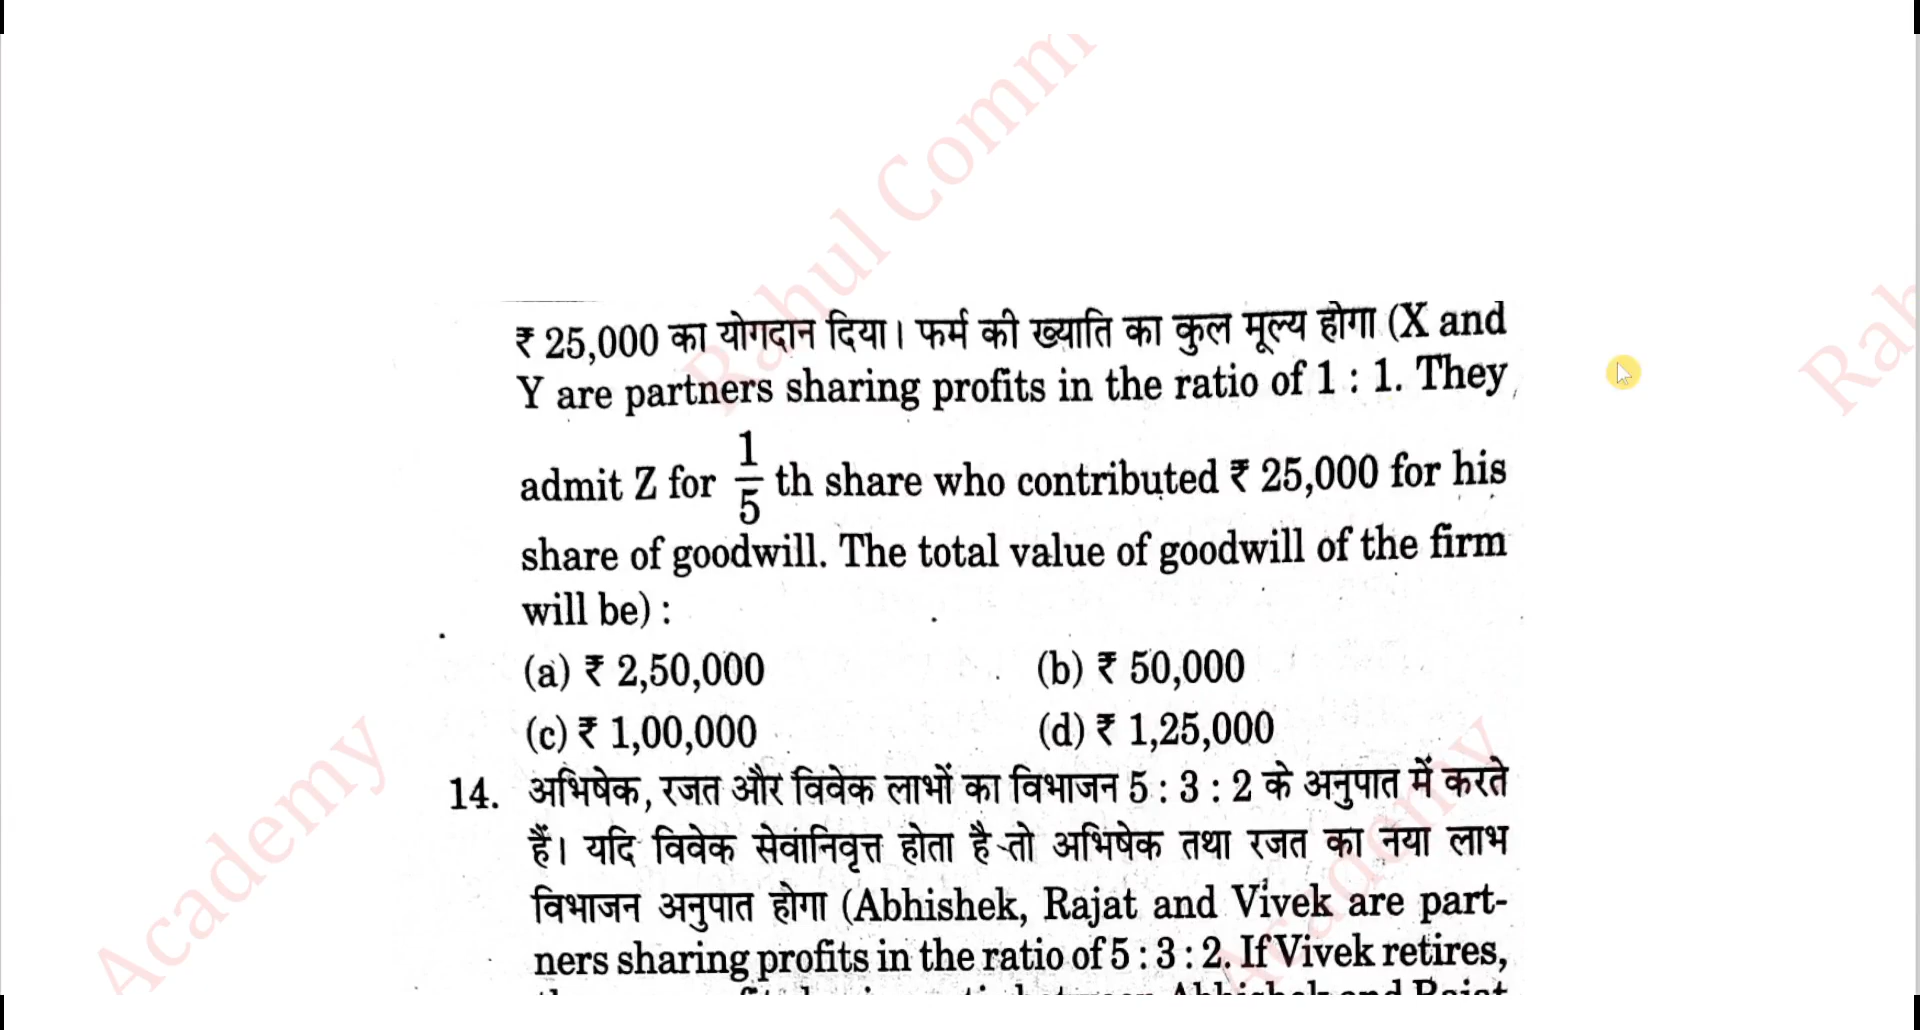 ₹ 25,000 का योगदान दिया। फर्म की ख्याति का कुल मूल्य होगा (X and
Y are partners sharing profits in the ratio of 1 : 1. They
admit Z for 1/5 th share who contributed ₹ 25,000 for his
share of goodwill. The total value of goodwill of the firm
will be) :
(a) ₹ 2,50,000 (b) ₹ 50,000
(c) ₹ 1,00,000 (d) ₹ 1,25,000
14. अभिषेक, रजत और विवेक लाभों का विभाजन 5 : 3 : 2 के अनुपात में करते
हैं। यदि विवेक सेवानिवृत्त होता है तो अभिषेक तथा रजत का नया लाभ
विभाजन अनुपात होगा (Abhishek, Rajat and Vivek are part-
ners sharing profits in the ratio of 5 : 3 : 2. If Vivek retires,
Rahul Comm
Academy
Academy
Rah